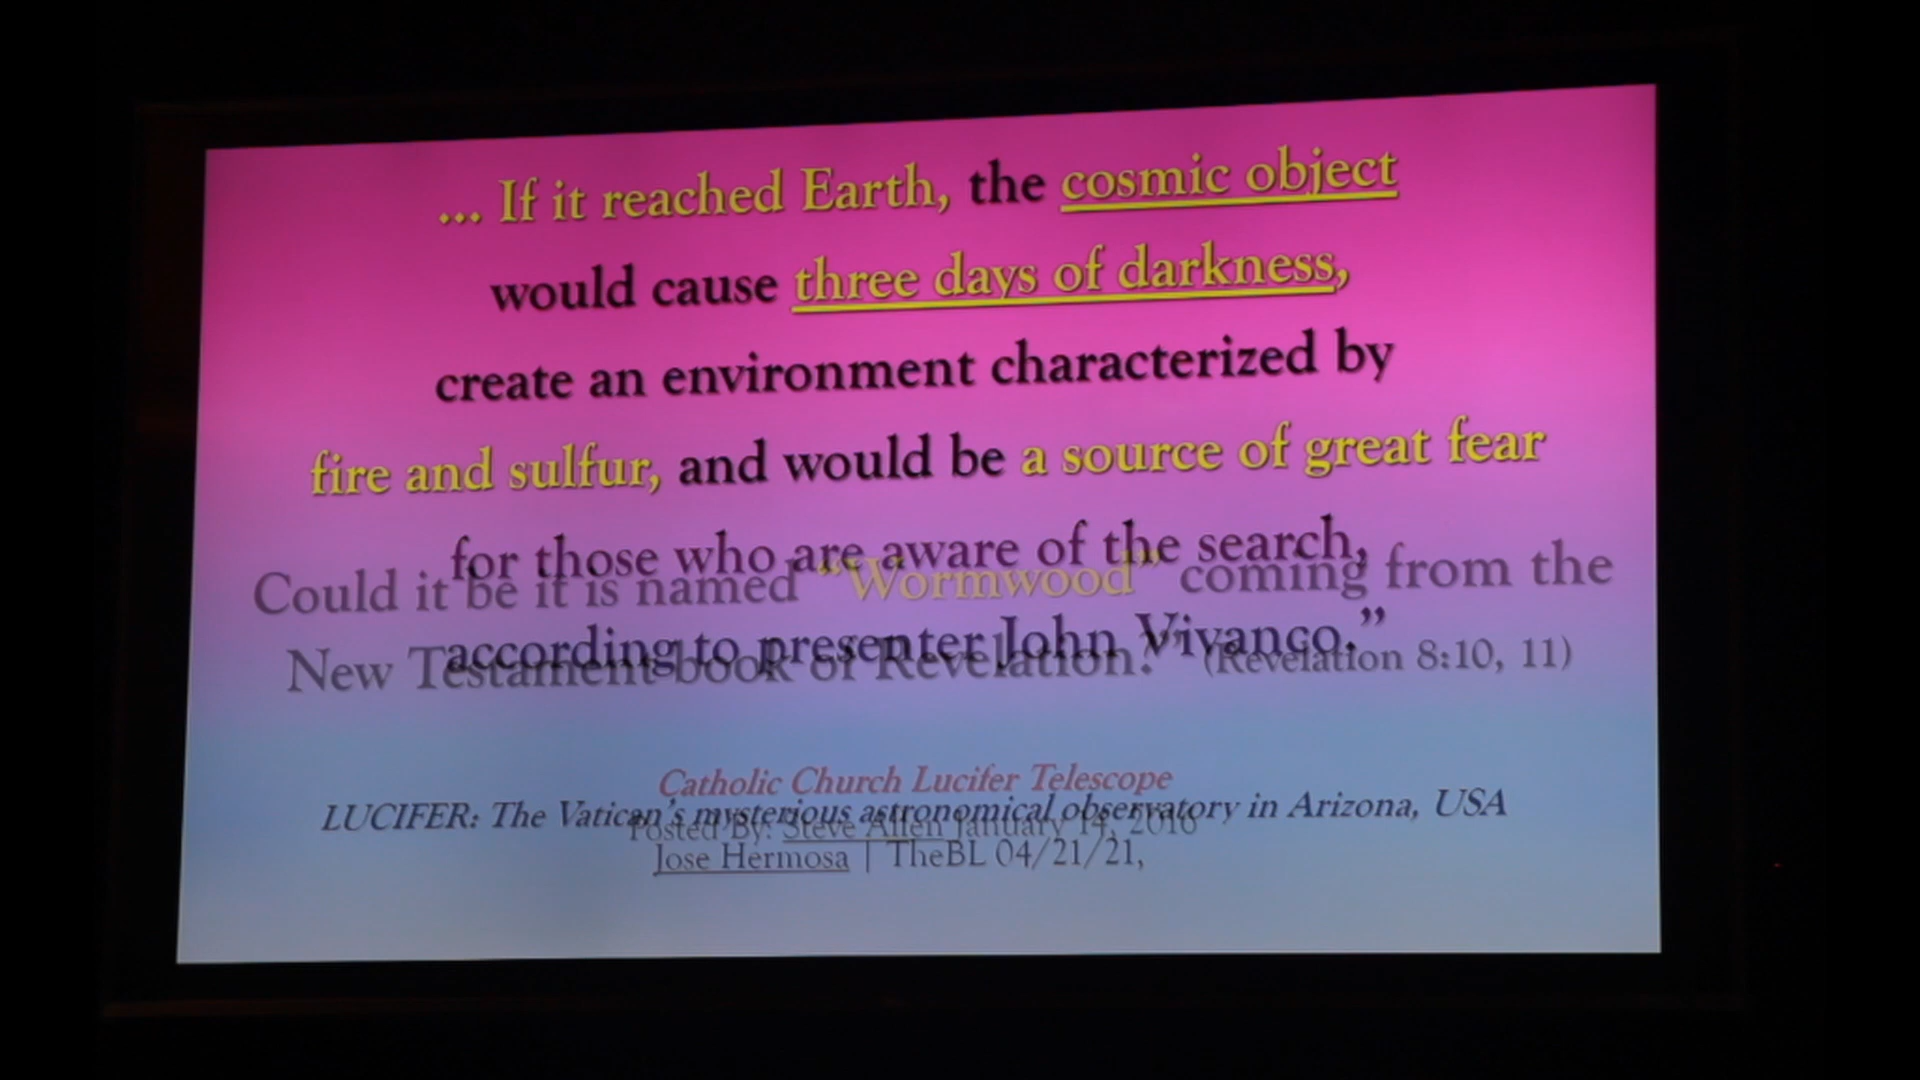 ... If it reached Earth, the cosmic object
would cause three days of darkness,
create an environment characterized by
fire and sulfur, and would be a source of great fear
for those who are aware of the search,
Could it be it is named “Wormwood” coming from the
according to presenter John Vivanco.”
New Testament book of Revelation?” (Revelation 8:10, 11)
Catholic Church Lucifer Telescope
LUCIFER: The Vatican's mysterious astronomical observatory in Arizona, USA
Posted By: Steve Allen January 14, 2016
Jose Hermosa | TheBL 04/21/21,